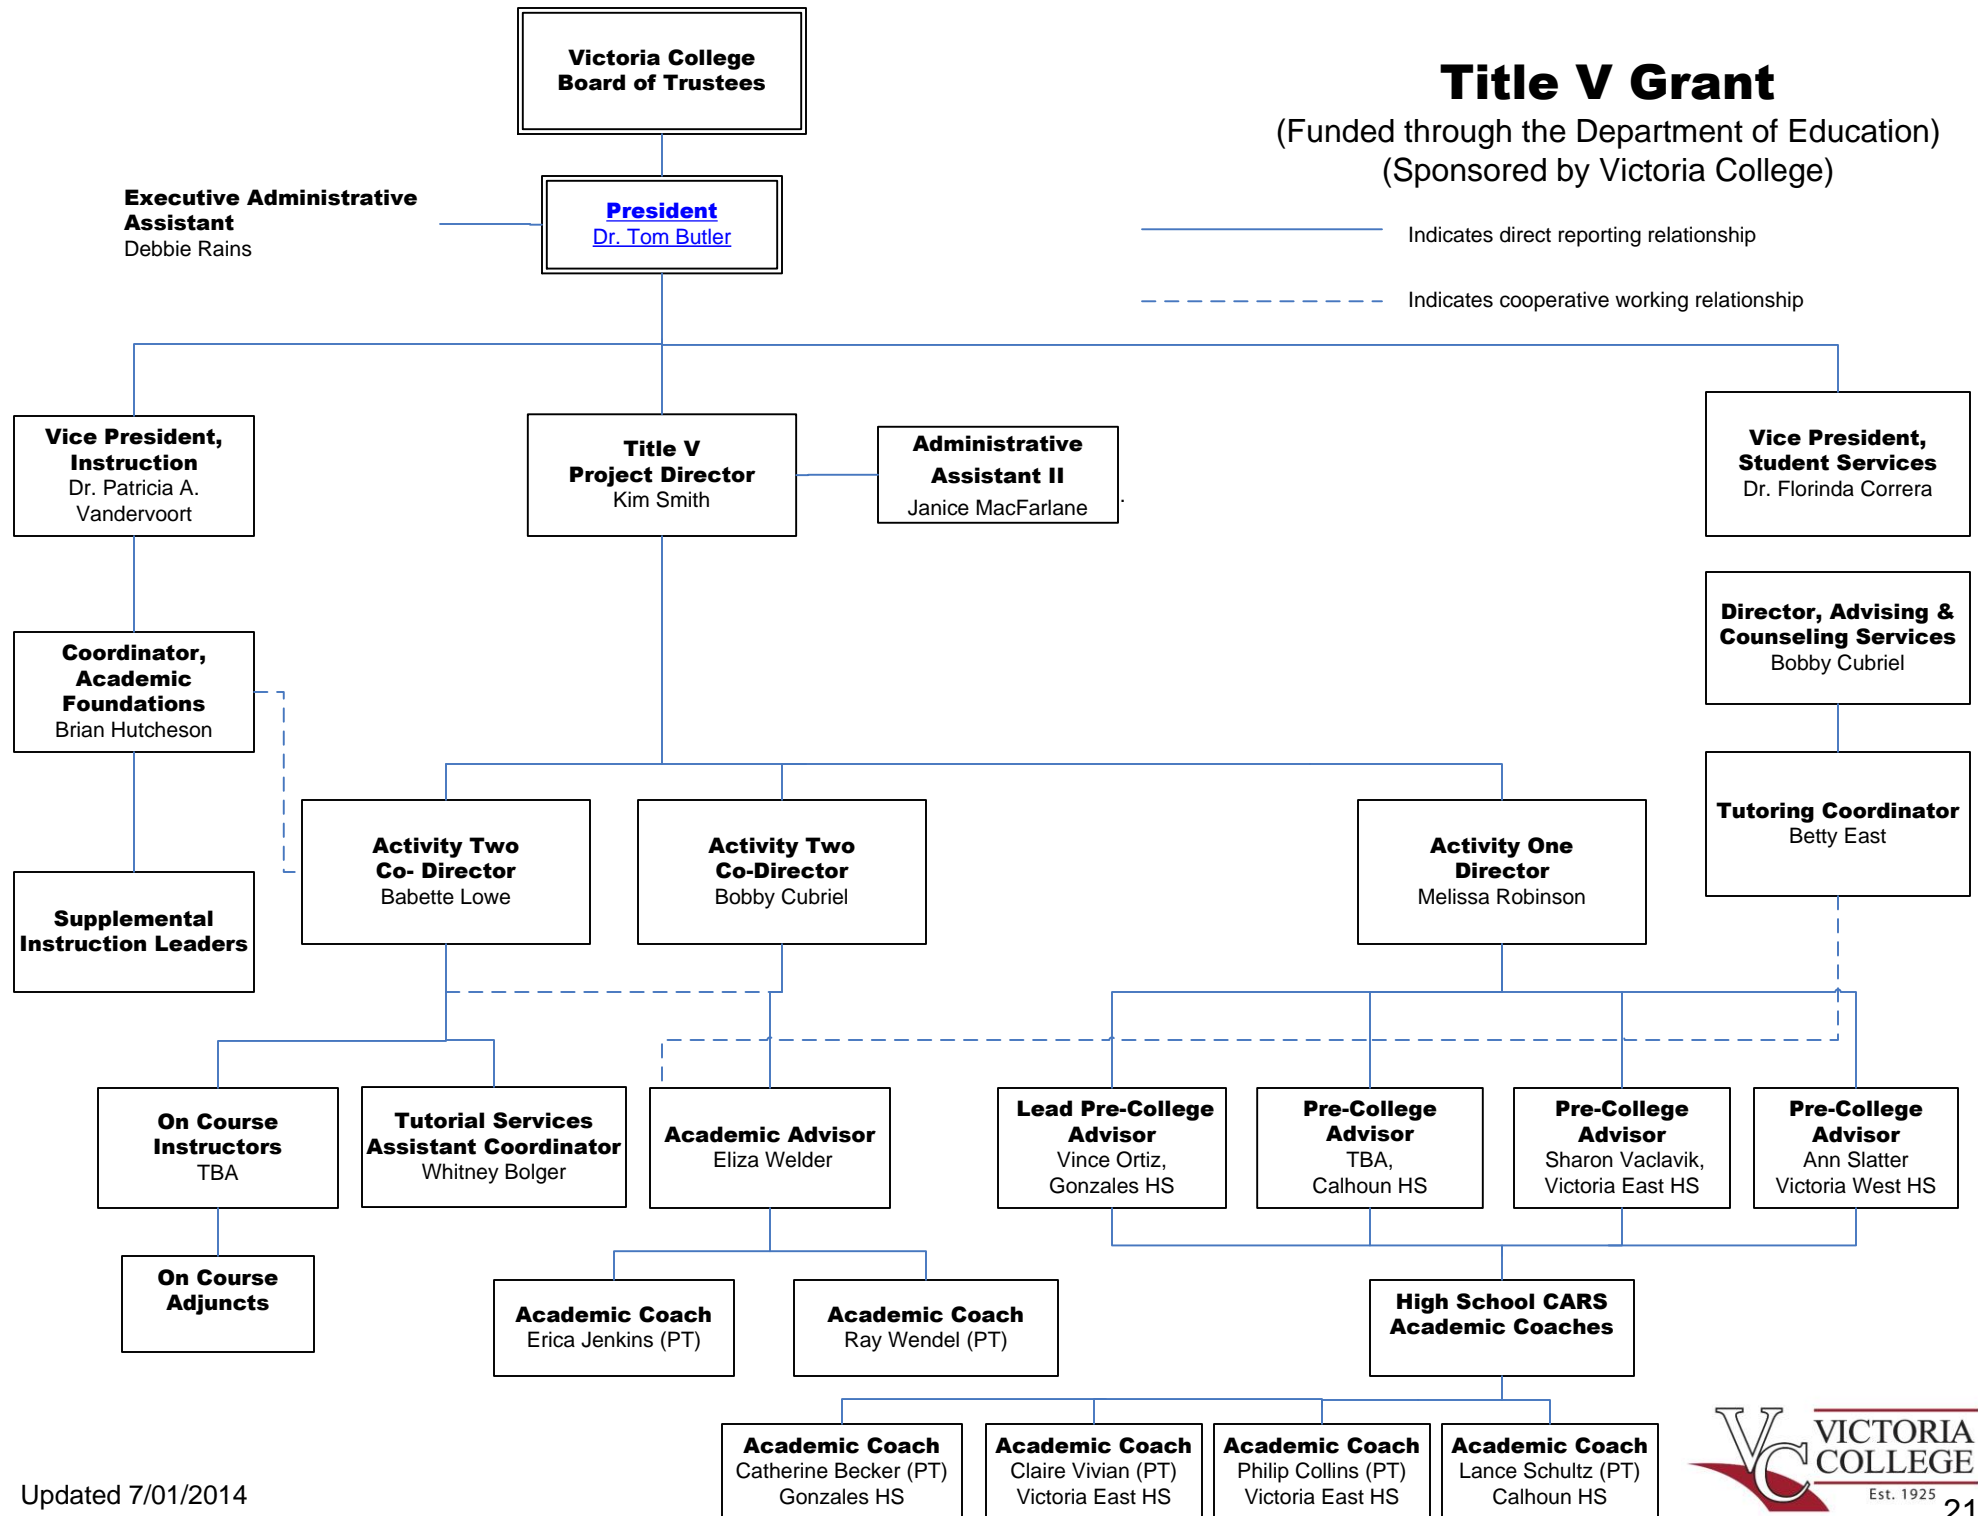 Victoria College
Board of Trustees
Title V Grant
(Funded through the Department of Education)
(Sponsored by Victoria College)
Executive Administrative
Assistant
Debbie Rains
President
Dr. Tom Butler
Indicates direct reporting relationship
Indicates cooperative working relationship
Vice President,
Instruction
Dr. Patricia A.
Vandervoort
Title V
Project Director
Kim Smith
Administrative
Assistant II
Janice MacFarlane
.
Vice President,
Student Services
Dr. Florinda Correra
Coordinator,
Academic
Foundations
Brian Hutcheson
Director, Advising &
Counseling Services
Bobby Cubriel
Supplemental
Instruction Leaders
Activity Two
Co- Director
Babette Lowe
Activity Two
Co-Director
Bobby Cubriel
Activity One
Director
Melissa Robinson
Tutoring Coordinator
Betty East
On Course
Instructors
TBA
Tutorial Services
Assistant Coordinator
Whitney Bolger
Academic Advisor
Eliza Welder
Lead Pre-College
Advisor
Vince Ortiz,
Gonzales HS
Pre-College
Advisor
TBA,
Calhoun HS
Pre-College
Advisor
Sharon Vaclavik,
Victoria East HS
Pre-College
Advisor
Ann Slatter
Victoria West HS
On Course
Adjuncts
Academic Coach
Erica Jenkins (PT)
Academic Coach
Ray Wendel (PT)
High School CARS
Academic Coaches
Academic Coach
Catherine Becker (PT)
Gonzales HS
Academic Coach
Claire Vivian (PT)
Victoria East HS
Academic Coach
Philip Collins (PT)
Victoria East HS
Academic Coach
Lance Schultz (PT)
Calhoun HS
Updated 7/01/2014
VC
VICTORIA
COLLEGE
Est. 1925
21